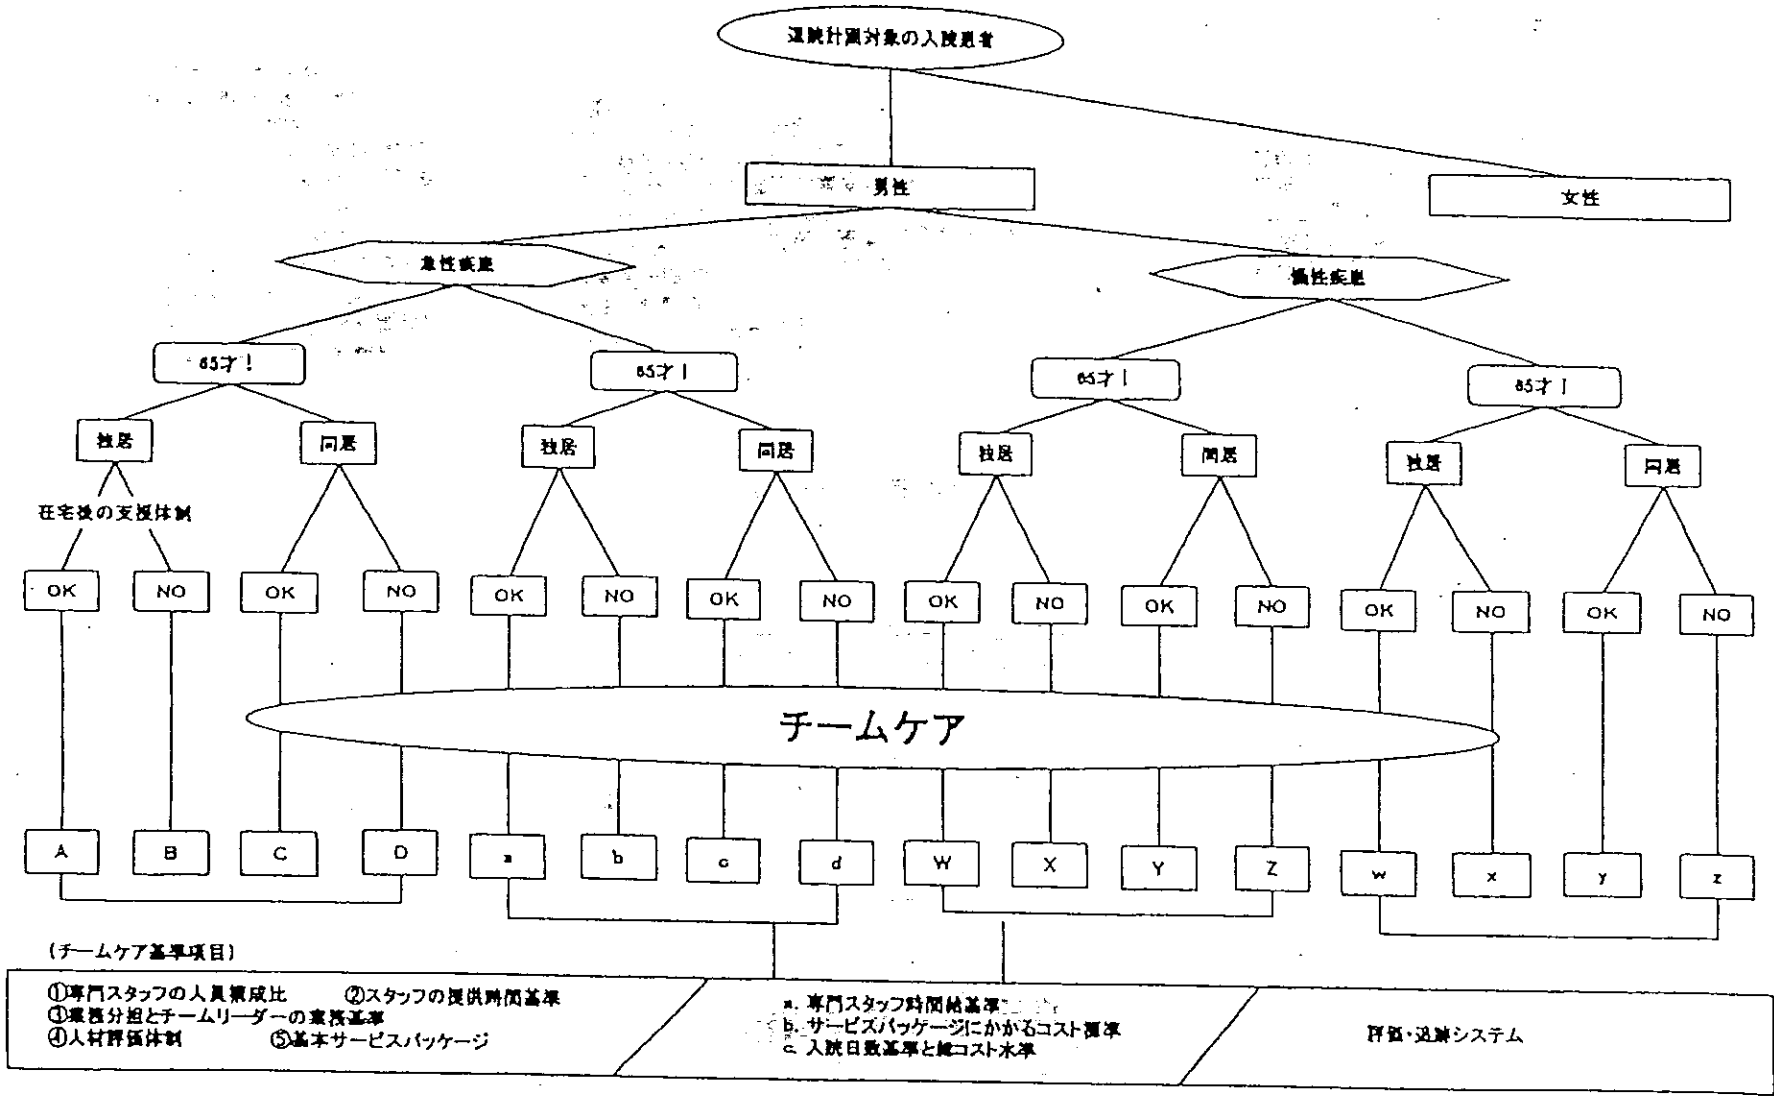 退院計画対象の入院患者
男性
女性
急性疾患
慢性疾患
65才!
65才|
65才|
65才|
独居
同居
独居
同居
独居
同居
独居
同居
在宅後の支援体制
OK
NO
OK
NO
OK
NO
OK
NO
OK
NO
OK
NO
OK
NO
OK
NO
チームケア
A
B
C
D
a
b
c
d
W
X
Y
Z
w
x
y
z
(チームケア基準項目)
①専門スタッフの人員構成比 ②スタッフの提供時間基準
③業務分担とチームリーダーの業務基準
④人材評価体制 ⑤基本サービスパッケージ
a. 専門スタッフ時間給基準
b. サービスパッケージにかかるコスト標準
c. 入院日数基準と総コスト水準
評価・追跡システム